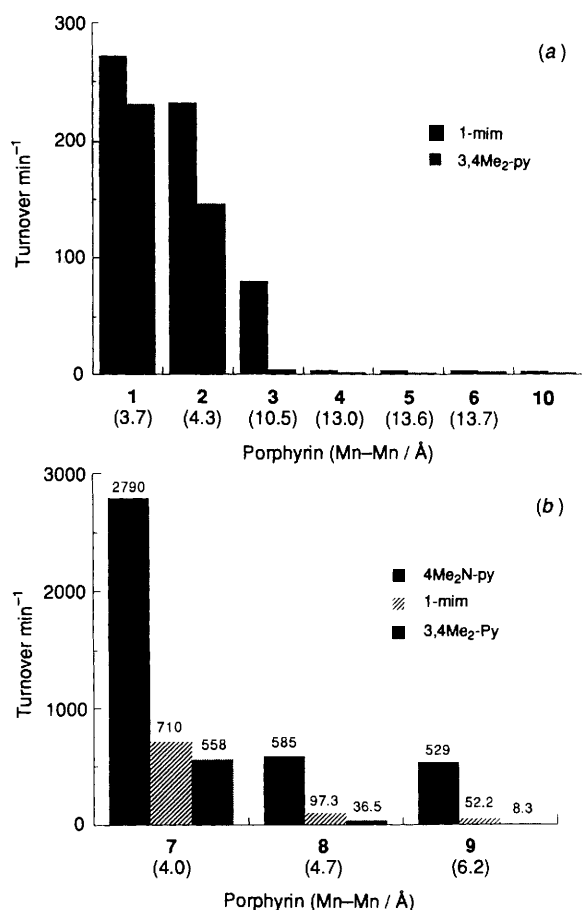 300
(a)
1-mim
3,4Me₂-py
200
Turnover min⁻¹
100
0
1 2 3 4 5 6 10
(3.7) (4.3) (10.5) (13.0) (13.6) (13.7)
Porphyrin (Mn–Mn / Å)
3000
2790
(b)
4Me₂N-py
1-mim
3,4Me₂-Py
2000
Turnover min⁻¹
1000
710
558
585
97.3
36.5
529
52.2
8.3
0
7 8 9
(4.0) (4.7) (6.2)
Porphyrin (Mn–Mn / Å)